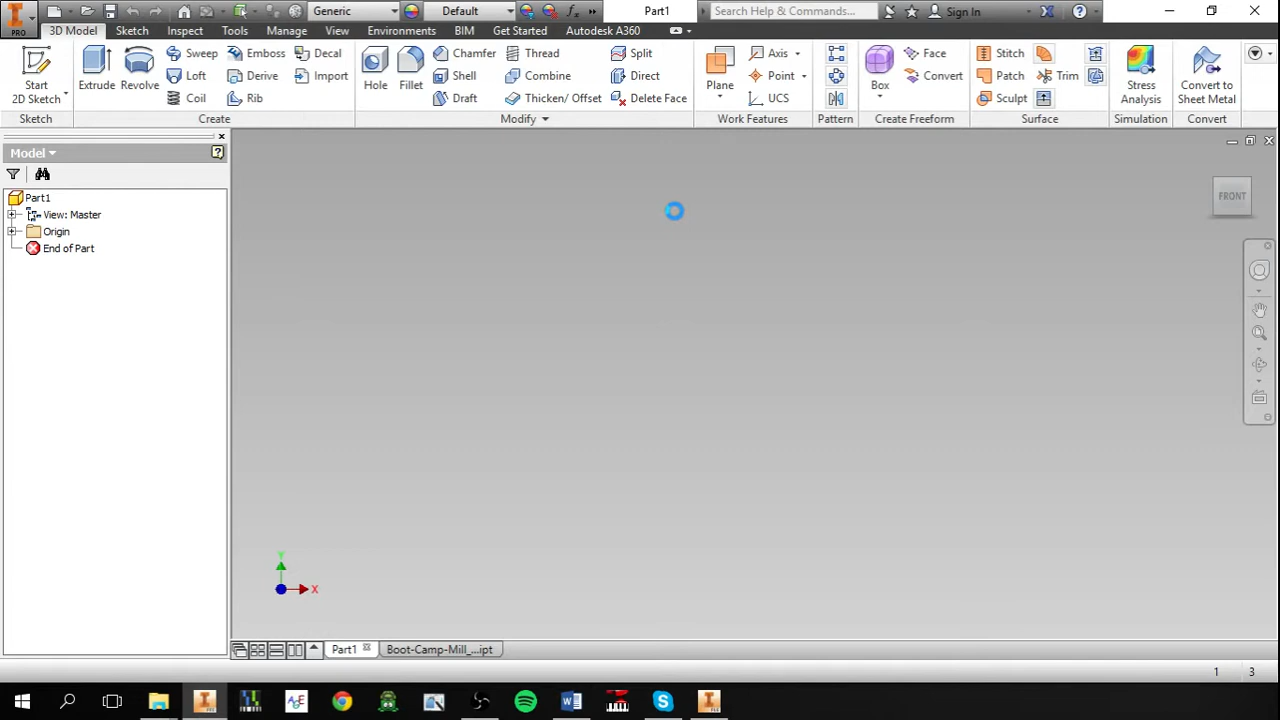 Generic
Default
Part1
Search Help & Commands...
Sign In
PRO
3D Model
Sketch
Inspect
Tools
Manage
View
Environments
BIM
Get Started
Autodesk A360
Start
2D Sketch
Extrude
Revolve
Sweep
Loft
Coil
Emboss
Derive
Rib
Decal
Import
Hole
Fillet
Chamfer
Shell
Draft
Thread
Combine
Thicken/ Offset
Split
Direct
Delete Face
Plane
Axis
Point
UCS
Box
Face
Convert
Stitch
Patch
Sculpt
Trim
Stress
Analysis
Convert to
Sheet Metal
Sketch
Create
Modify
Work Features
Pattern
Create Freeform
Surface
Simulation
Convert
Model
Part1
View: Master
Origin
End of Part
FRONT
Y
X
Part1
Boot-Camp-Mill_...ipt
1 3